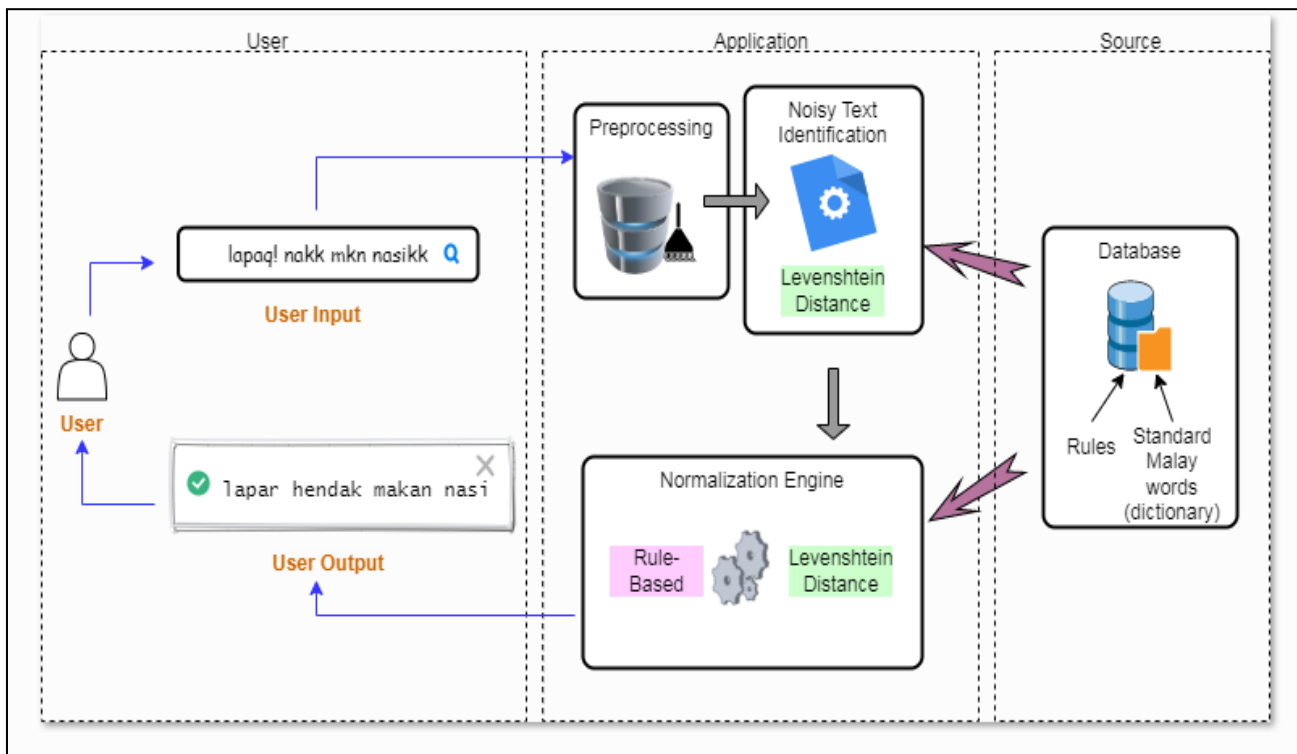 User
Application
Source
Preprocessing
Noisy Text
Identification
Levenshtein
Distance
lapaq! nakk mkn nasikk
User Input
User
lapar hendak makan nasi
User Output
Normalization Engine
Rule-
Based
Levenshtein
Distance
Database
Rules
Standard
Malay
words
(dictionary)